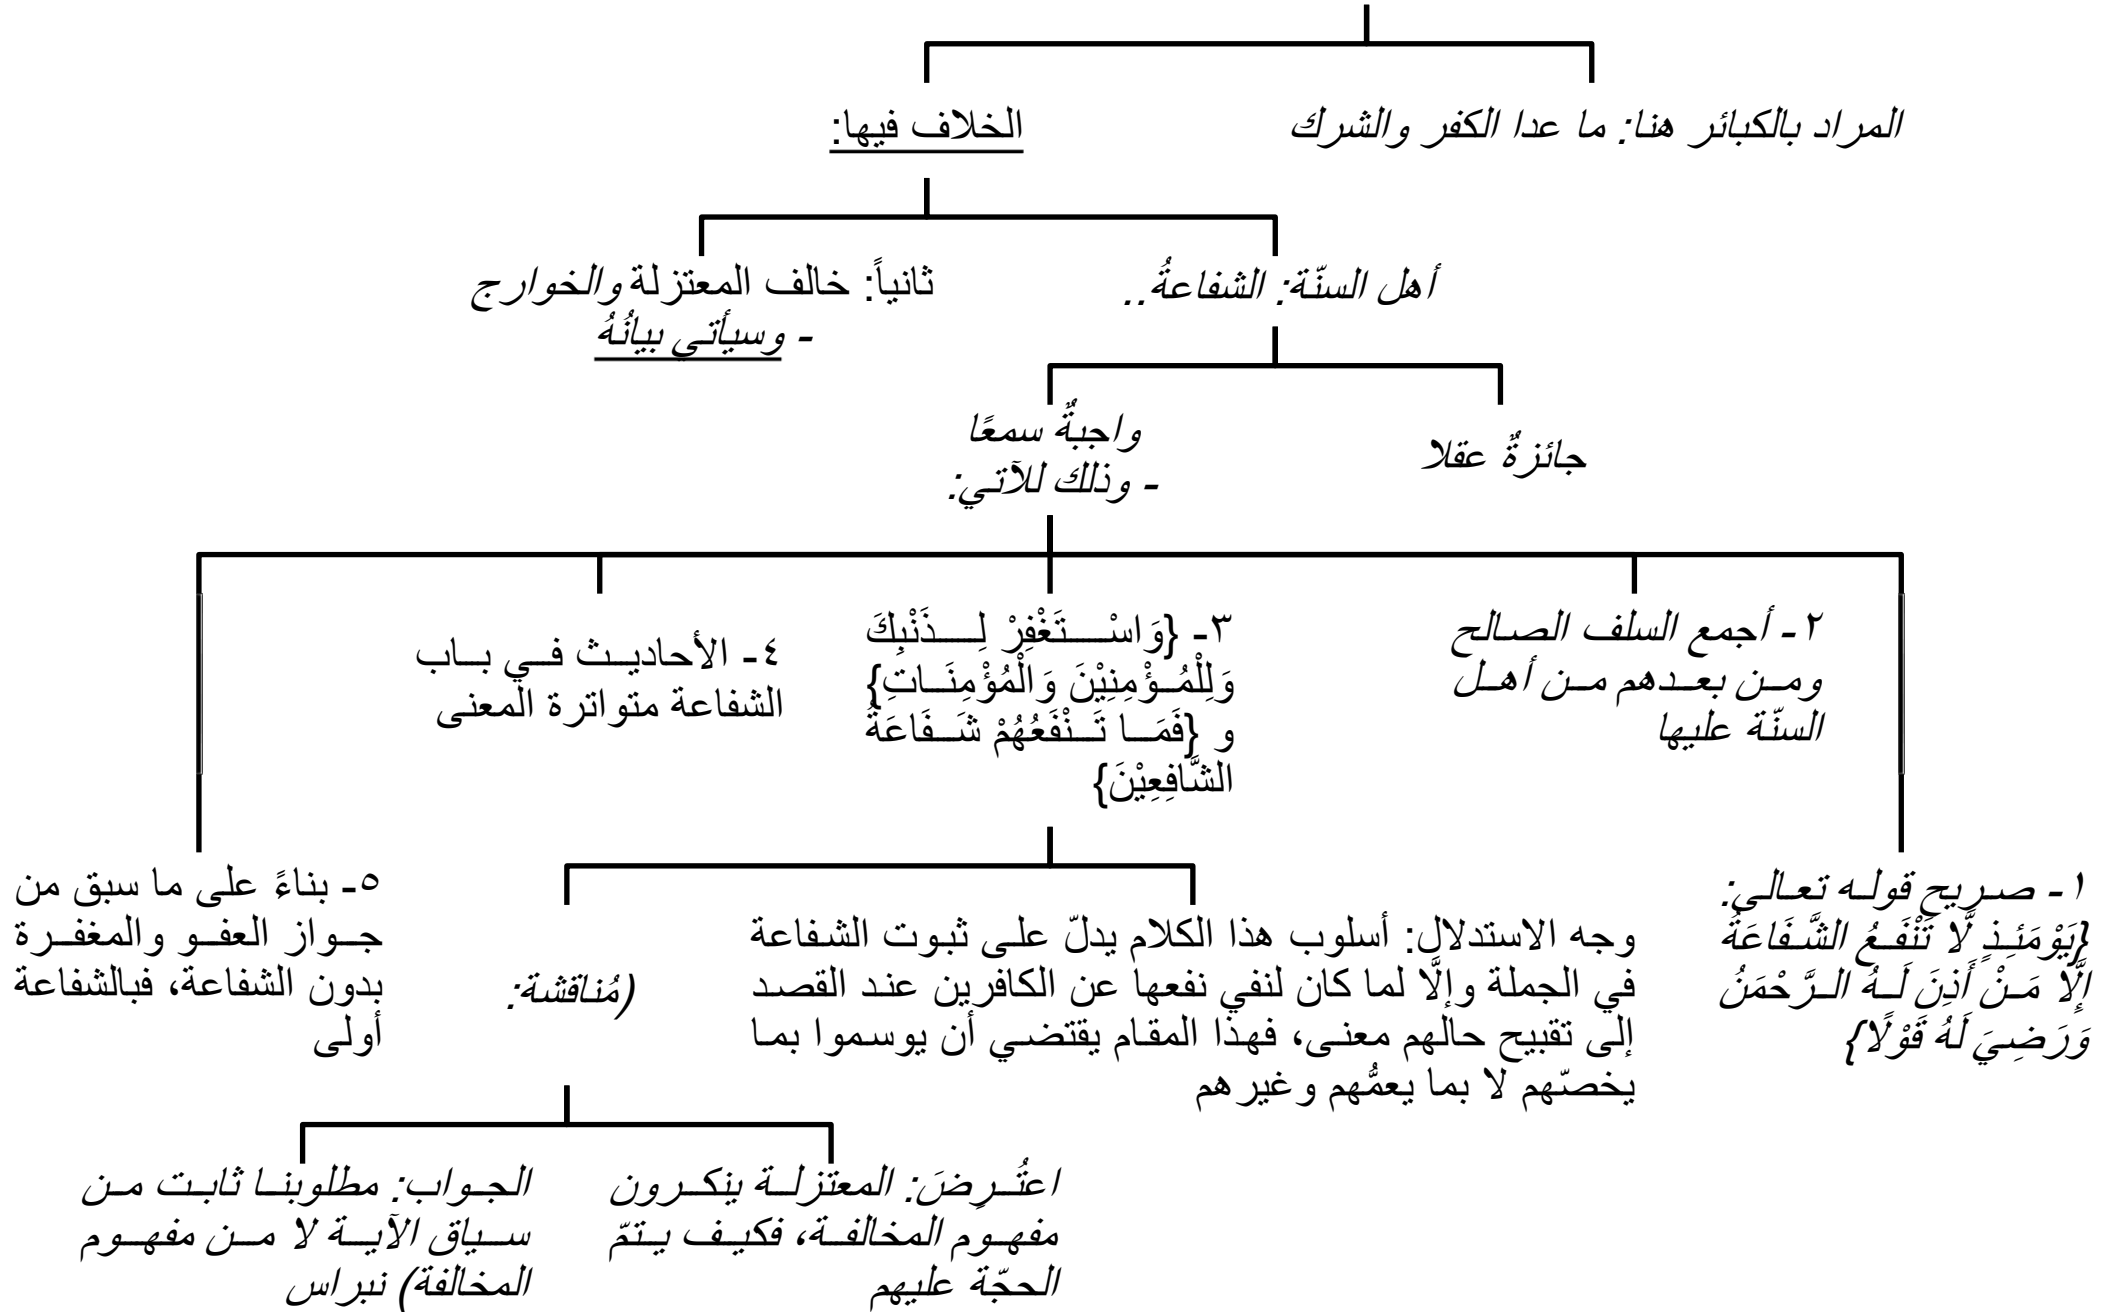 المراد بالكبائر هنا: ما عدا الكفر والشرك
الخلاف فيها:
أهل السنّة: الشفاعةُ..
ثانياً: خالف المعتزلة والخوارج
- وسيأتي بيانُهُ
جائزةٌ عقلا
واجبةٌ سمعًا
- وذلك للآتي:
١- صريح قوله تعالى:
{يَوْمَئِذٍ لَّا تَنْفَعُ الشَّفَاعَةُ
إِلَّا مَنْ أَذِنَ لَهُ الرَّحْمَنُ
وَرَضِيَ لَهُ قَوْلًا}
٢- أجمع السلف الصالح
ومن بعدهم من أهل
السنّة عليها
٣- {وَاسْتَغْفِرْ لِذَنْبِكَ
وَلِلْمُؤْمِنِيْنَ وَالْمُؤْمِنَاتِ}
و {فَمَا تَنْفَعُهُمْ شَفَاعَةُ
الشَّافِعِيْنَ}
٤- الأحاديث في باب
الشفاعة متواترة المعنى
٥- بناءً على ما سبق من
جواز العفو والمغفرة
بدون الشفاعة، فبالشفاعة
أولى
وجه الاستدلال: أسلوب هذا الكلام يدلّ على ثبوت الشفاعة
في الجملة وإلَّا لما كان لنفي نفعها عن الكافرين عند القصد
إلى تقبيح حالهم معنى، فهذا المقام يقتضي أن يوسموا بما
يخصّهم لا بما يعمُّهم وغيرهم
(مُناقشة:
اعتُرِضَ: المعتزلة ينكرون
مفهوم المخالفة، فكيف يتمّ
الحجّة عليهم
الجواب: مطلوبنا ثابت من
سياق الآية لا من مفهوم
المخالفة) نبراس